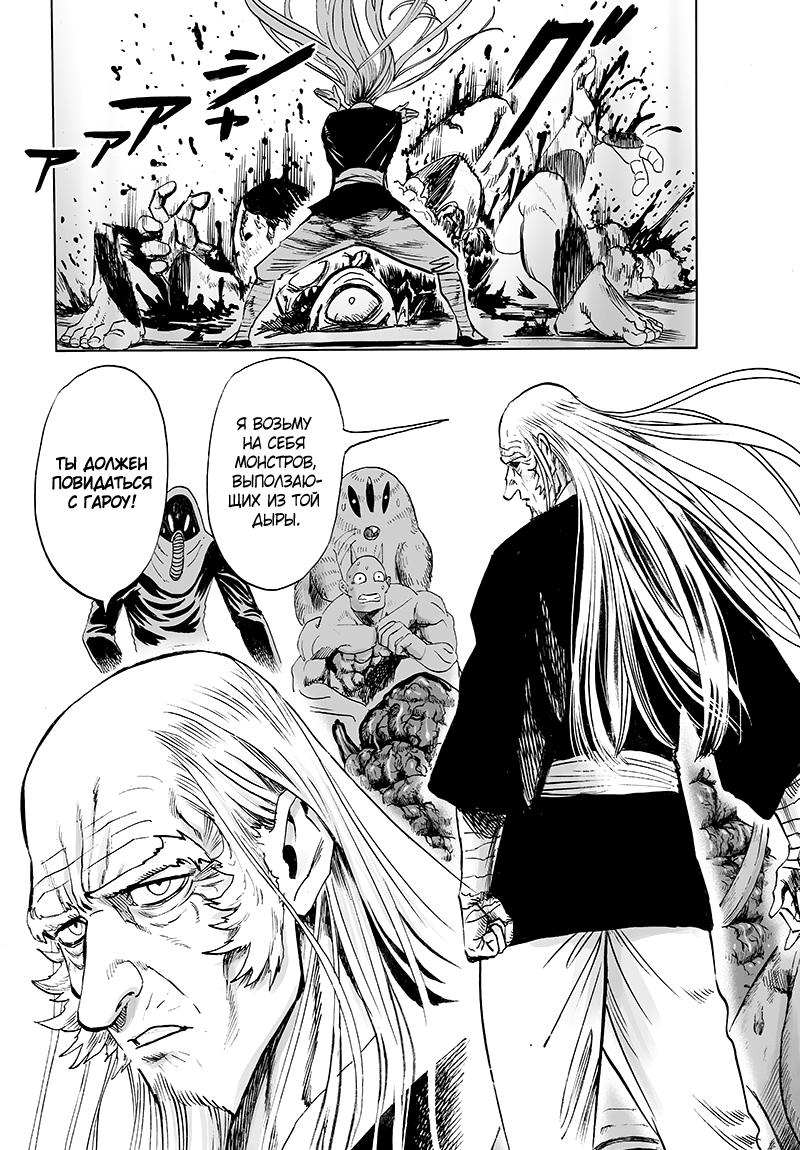 グシャ
アアア
Я ВОЗЬМУ
НА СЕБЯ
МОНСТРОВ,
ВЫПОЛЗАЮ-
ЩИХ ИЗ ТОЙ
ДЫРЫ.
ТЫ ДОЛЖЕН
ПОВИДАТЬСЯ
С ГАРОУ!